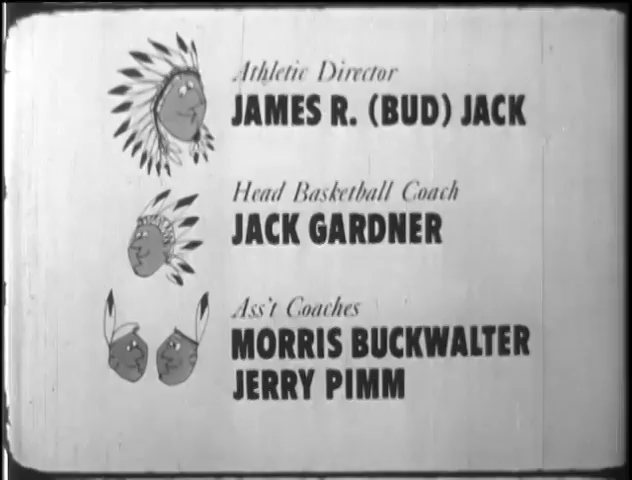 Athletic Director
JAMES R. (BUD) JACK
Head Basketball Coach
JACK GARDNER
Ass't Coaches
MORRIS BUCKWALTER
JERRY PIMM